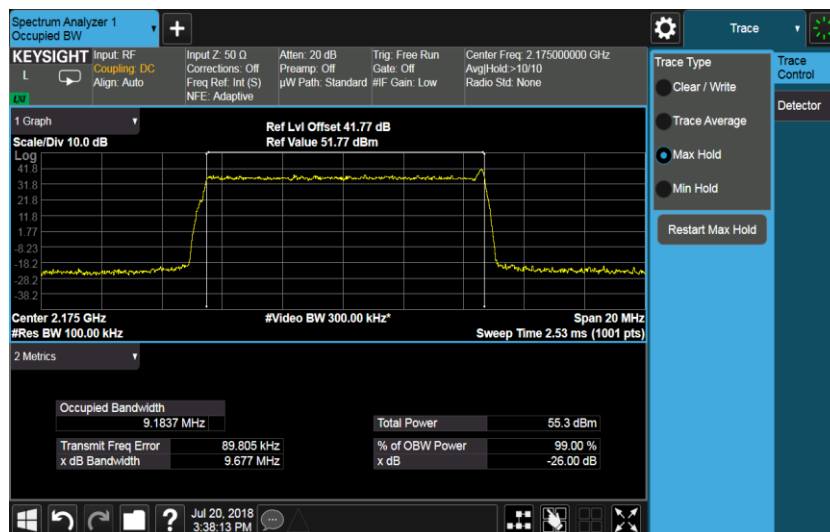 Spectrum Analyzer 1
Occupied BW
+
Trace
KEYSIGHT
L
LXI
Input: RF
Coupling: DC
Align: Auto
Input Z: 50 Ω
Corrections: Off
Freq Ref: Int (S)
NFE: Adaptive
Atten: 20 dB
Preamp: Off
µW Path: Standard
Trig: Free Run
Gate: Off
#IF Gain: Low
Center Freq: 2.175000000 GHz
Avg|Hold:>10/10
Radio Std: None
1 Graph
Scale/Div 10.0 dB
Ref Lvl Offset 41.77 dB
Ref Value 51.77 dBm
Log
41.8
31.8
21.8
11.8
1.77
-8.23
-18.2
-28.2
-38.2
Center 2.175 GHz
#Res BW 100.00 kHz
#Video BW 300.00 kHz*
Span 20 MHz
Sweep Time 2.53 ms (1001 pts)
2 Metrics
Occupied Bandwidth
9.1837 MHz
Transmit Freq Error 89.805 kHz
x dB Bandwidth 9.677 MHz
Total Power 55.3 dBm
% of OBW Power 99.00 %
x dB -26.00 dB
?
Jul 20, 2018
3:38:13 PM
Trace Type
Clear / Write
Trace Average
Max Hold
Min Hold
Restart Max Hold
Trace
Control
Detector